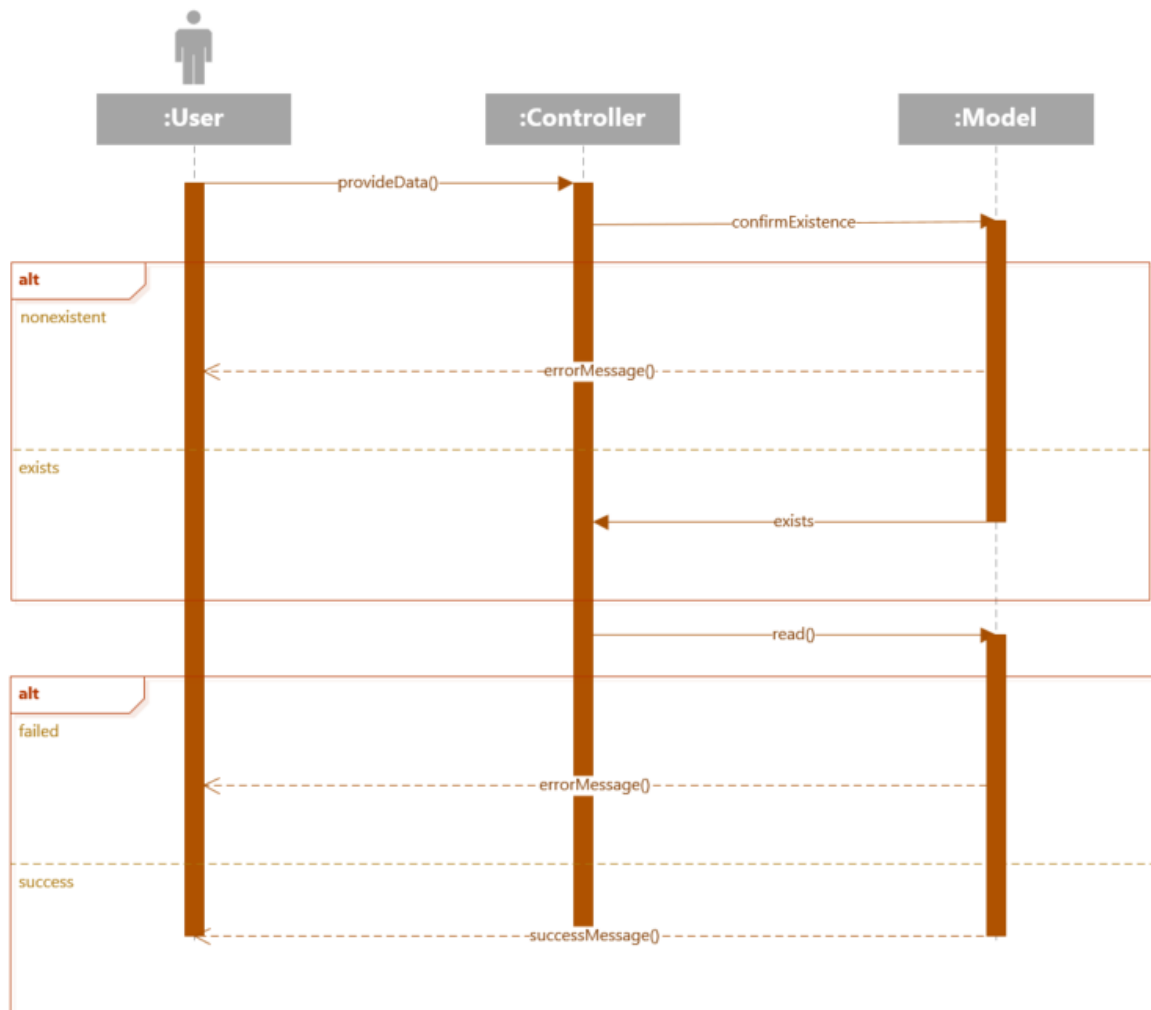 :User
:Controller
:Model
provideData()
confirmExistence
alt
nonexistent
errorMessage()
exists
exists
read()
alt
failed
errorMessage()
success
successMessage()